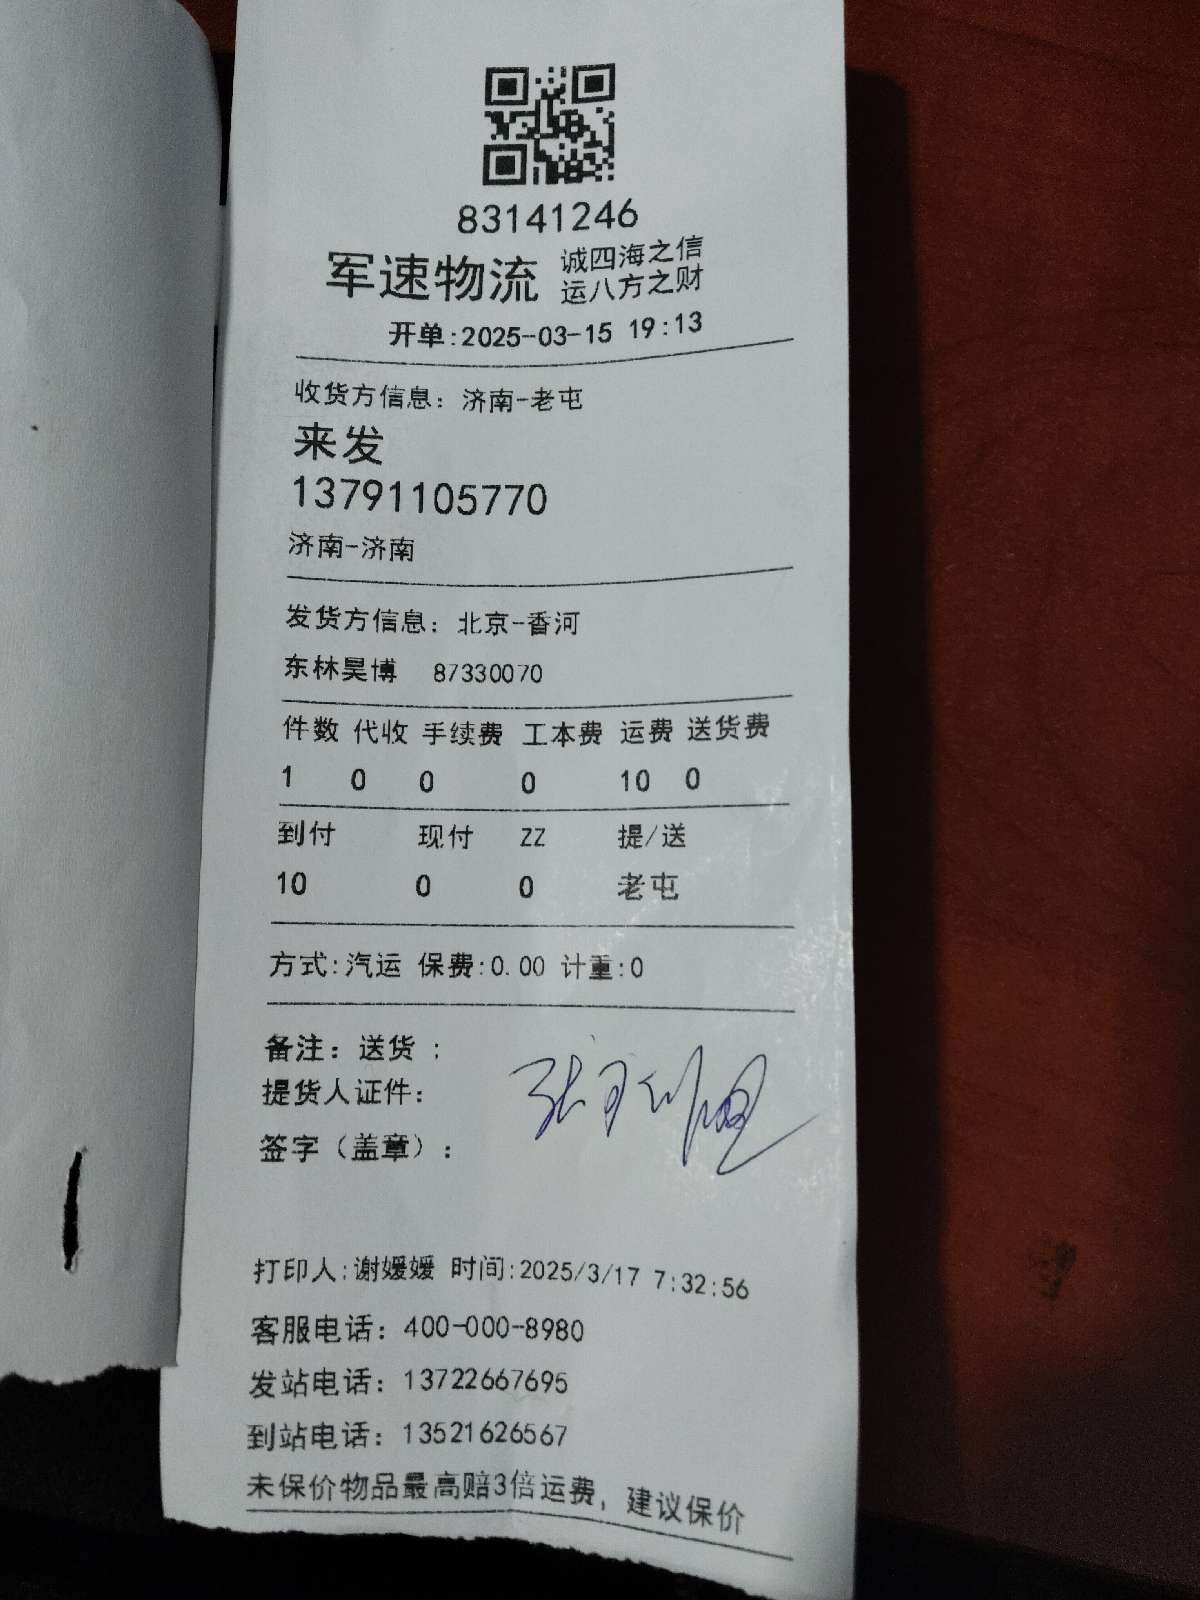 83141246
军速物流 诚四海之信
运八方之财
开单:2025-03-15 19:13
收货方信息: 济南-老屯
来发
13791105770
济南-济南
发货方信息: 北京-香河
东林昊博 87330070
件数 代收 手续费 工本费 运费 送货费
1 0 0 0 10 0
到付 现付 ZZ 提/送
10 0 0 老屯
方式:汽运 保费:0.00 计重:0
备注: 送货 ;
提货人证件:
签字(盖章):
打印人:谢媛媛 时间:2025/3/17 7:32:56
客服电话: 400-000-8980
发站电话: 13722667695
到站电话: 13521626567
未保价物品最高赔3倍运费, 建议保价